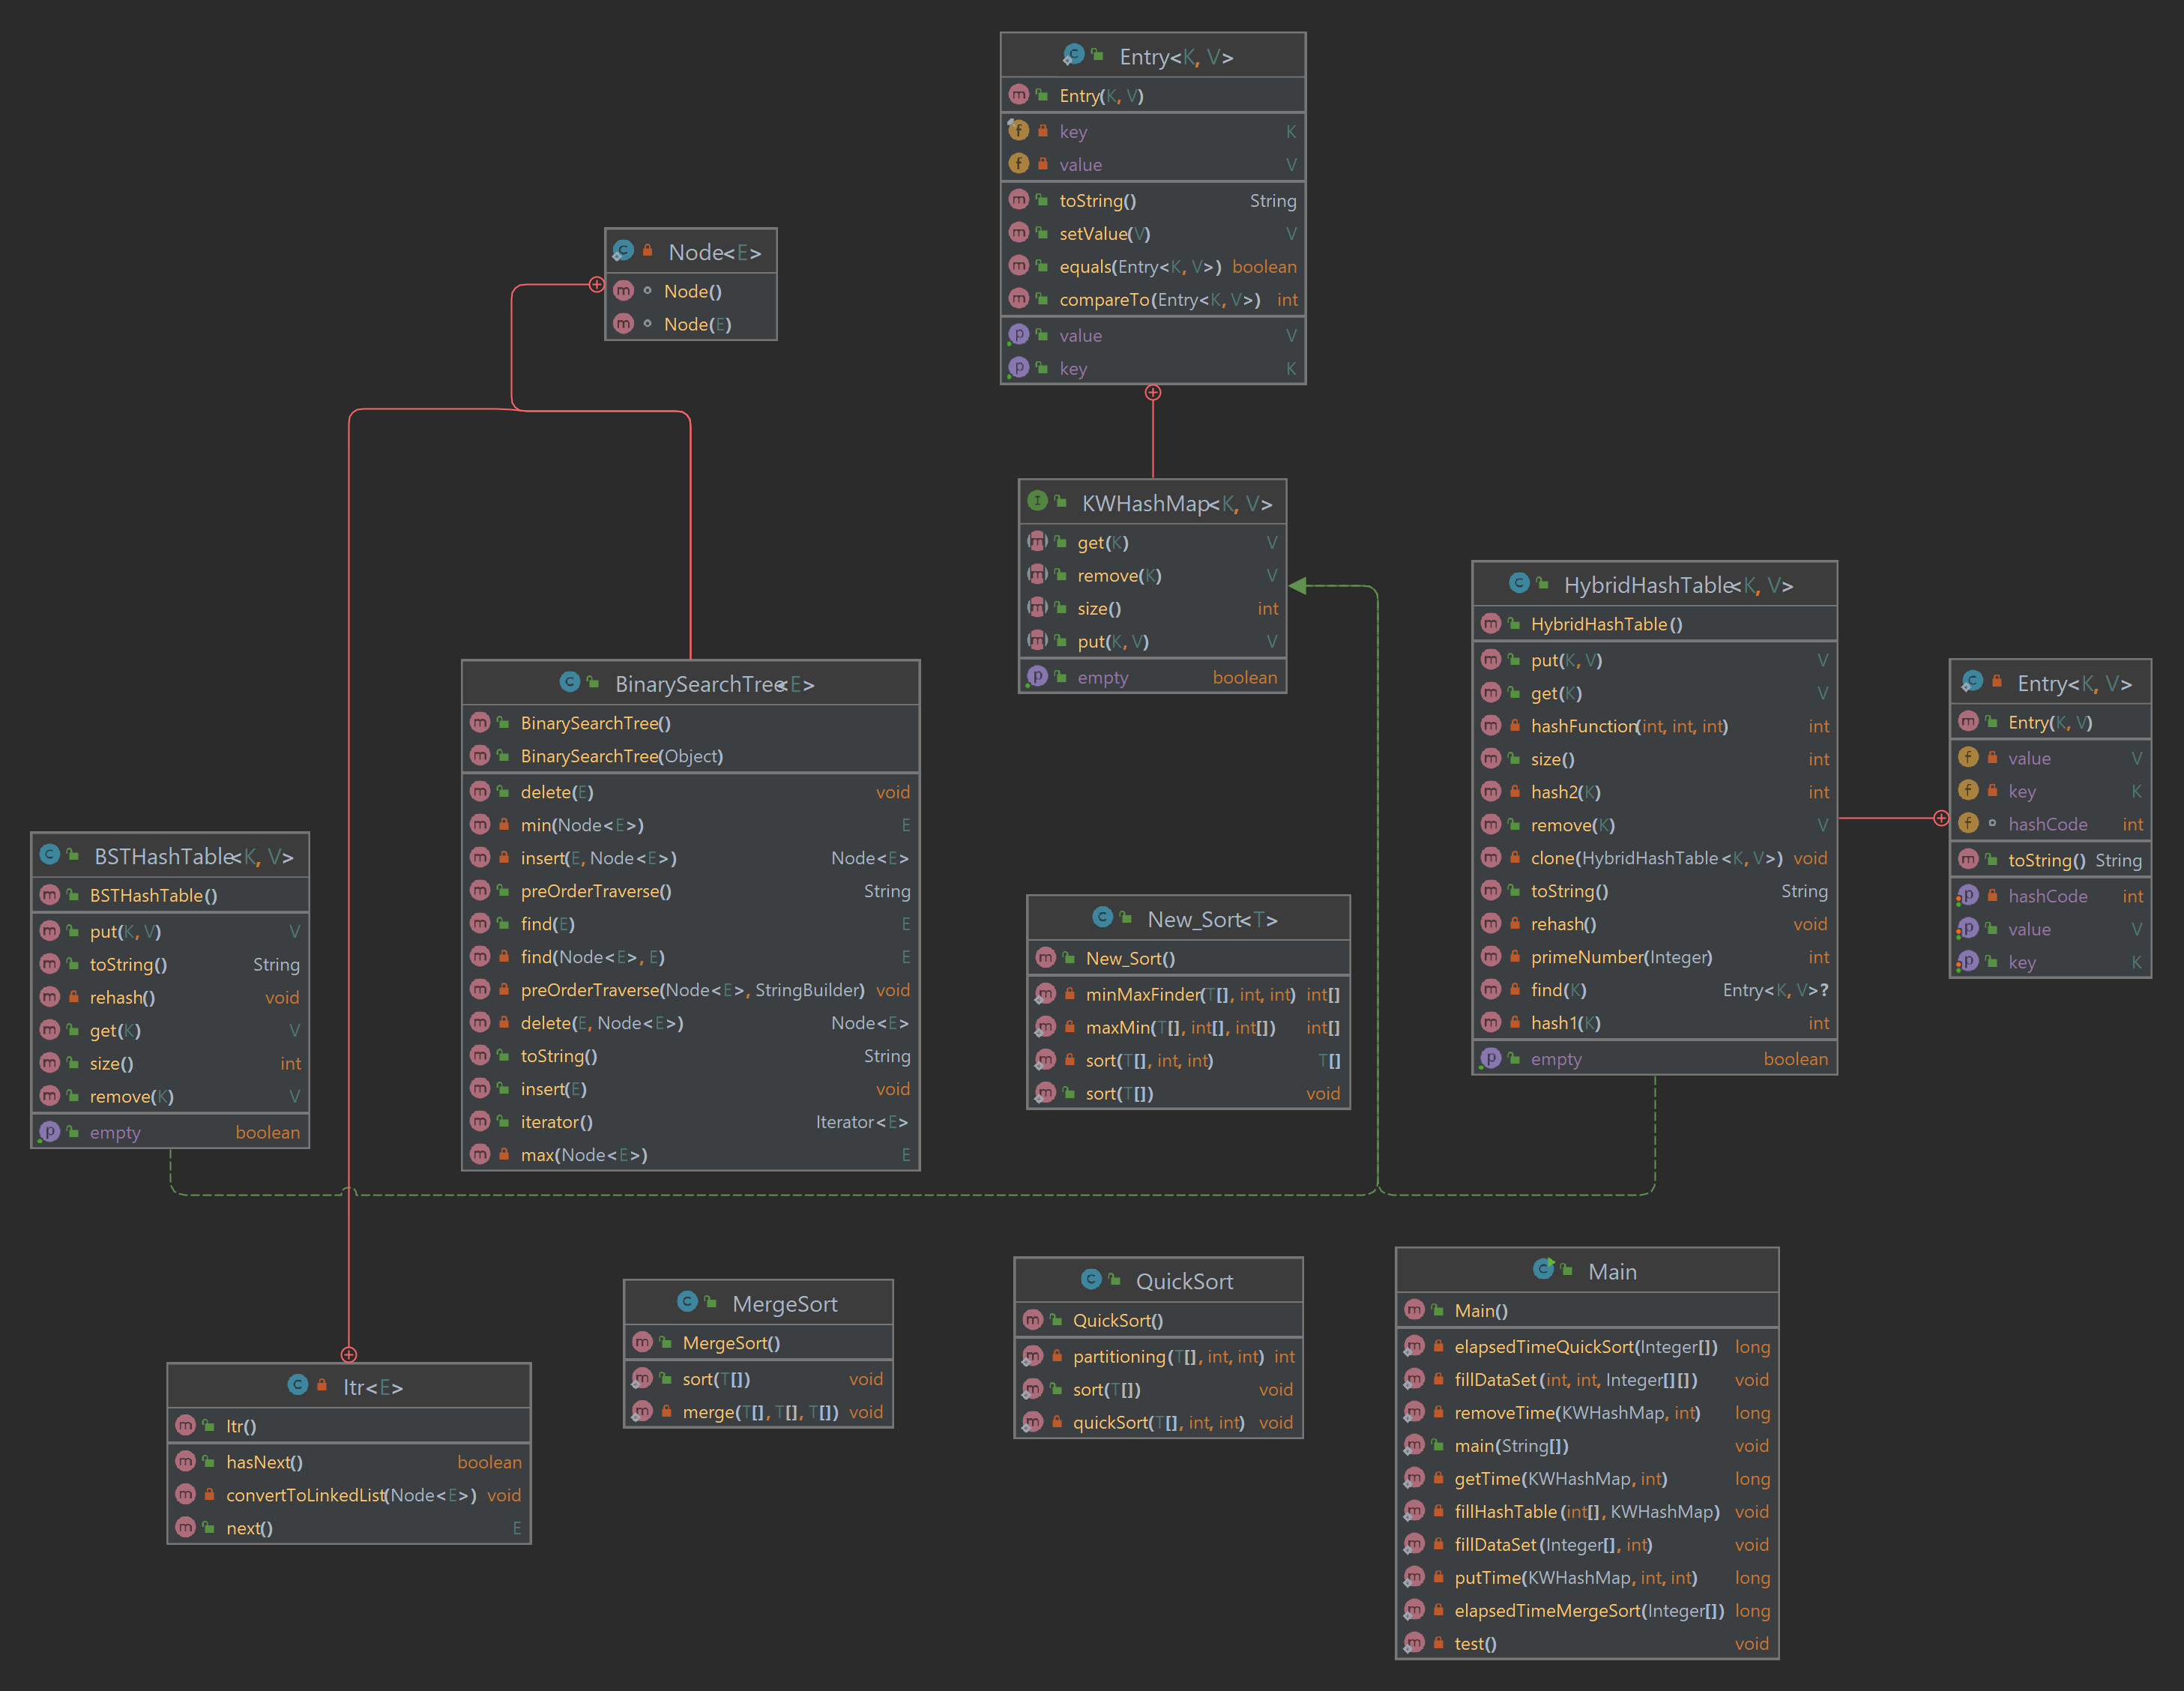 Entry<K, V>
Entry(K, V)
key K
value V
toString() String
setValue(V) V
equals(Entry<K, V>) boolean
compareTo(Entry<K, V>) int
value V
key K
Node<E>
Node()
Node(E)
KWHashMap<K, V>
get(K) V
remove(K) V
size() int
put(K, V) V
empty boolean
HybridHashTable<K, V>
HybridHashTable()
put(K, V) V
get(K) V
hashFunction(int, int, int) int
size() int
hash2(K) int
remove(K) V
clone(HybridHashTable<K, V>) void
toString() String
rehash() void
primeNumber(Integer) int
find(K) Entry<K, V>?
hash1(K) int
empty boolean
Entry<K, V>
Entry(K, V)
value V
key K
hashCode int
toString() String
hashCode int
value V
key K
BinarySearchTree<E>
BinarySearchTree()
BinarySearchTree(Object)
delete(E) void
min(Node<E>) E
insert(E, Node<E>) Node<E>
preOrderTraverse() String
find(E) E
find(Node<E>, E) E
preOrderTraverse(Node<E>, StringBuilder) void
delete(E, Node<E>) Node<E>
toString() String
insert(E) void
iterator() Iterator<E>
max(Node<E>) E
BSTHashTable<K, V>
BSTHashTable()
put(K, V) V
toString() String
rehash() void
get(K) V
size() int
remove(K) V
empty boolean
New_Sort<T>
New_Sort()
minMaxFinder(T[], int, int) int[]
maxMin(T[], int[], int[]) int[]
sort(T[], int, int) T[]
sort(T[]) void
Itr<E>
Itr()
hasNext() boolean
convertToLinkedList(Node<E>) void
next() E
MergeSort
MergeSort()
sort(T[]) void
merge(T[], T[], T[]) void
QuickSort
QuickSort()
partitioning(T[], int, int) int
sort(T[]) void
quickSort(T[], int, int) void
Main
Main()
elapsedTimeQuickSort(Integer[]) long
fillDataSet(int, int, Integer[][]) void
removeTime(KWHashMap, int) long
main(String[]) void
getTime(KWHashMap, int) long
fillHashTable(int[], KWHashMap) void
fillDataSet(Integer[], int) void
putTime(KWHashMap, int, int) long
elapsedTimeMergeSort(Integer[]) long
test() void